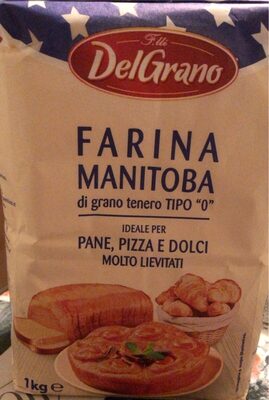 F.lli
DelGrano
FARINA
MANITOBA
di grano tenero TIPO "0"
IDEALE PER
PANE, PIZZA E DOLCI
MOLTO LIEVITATI
1kg e